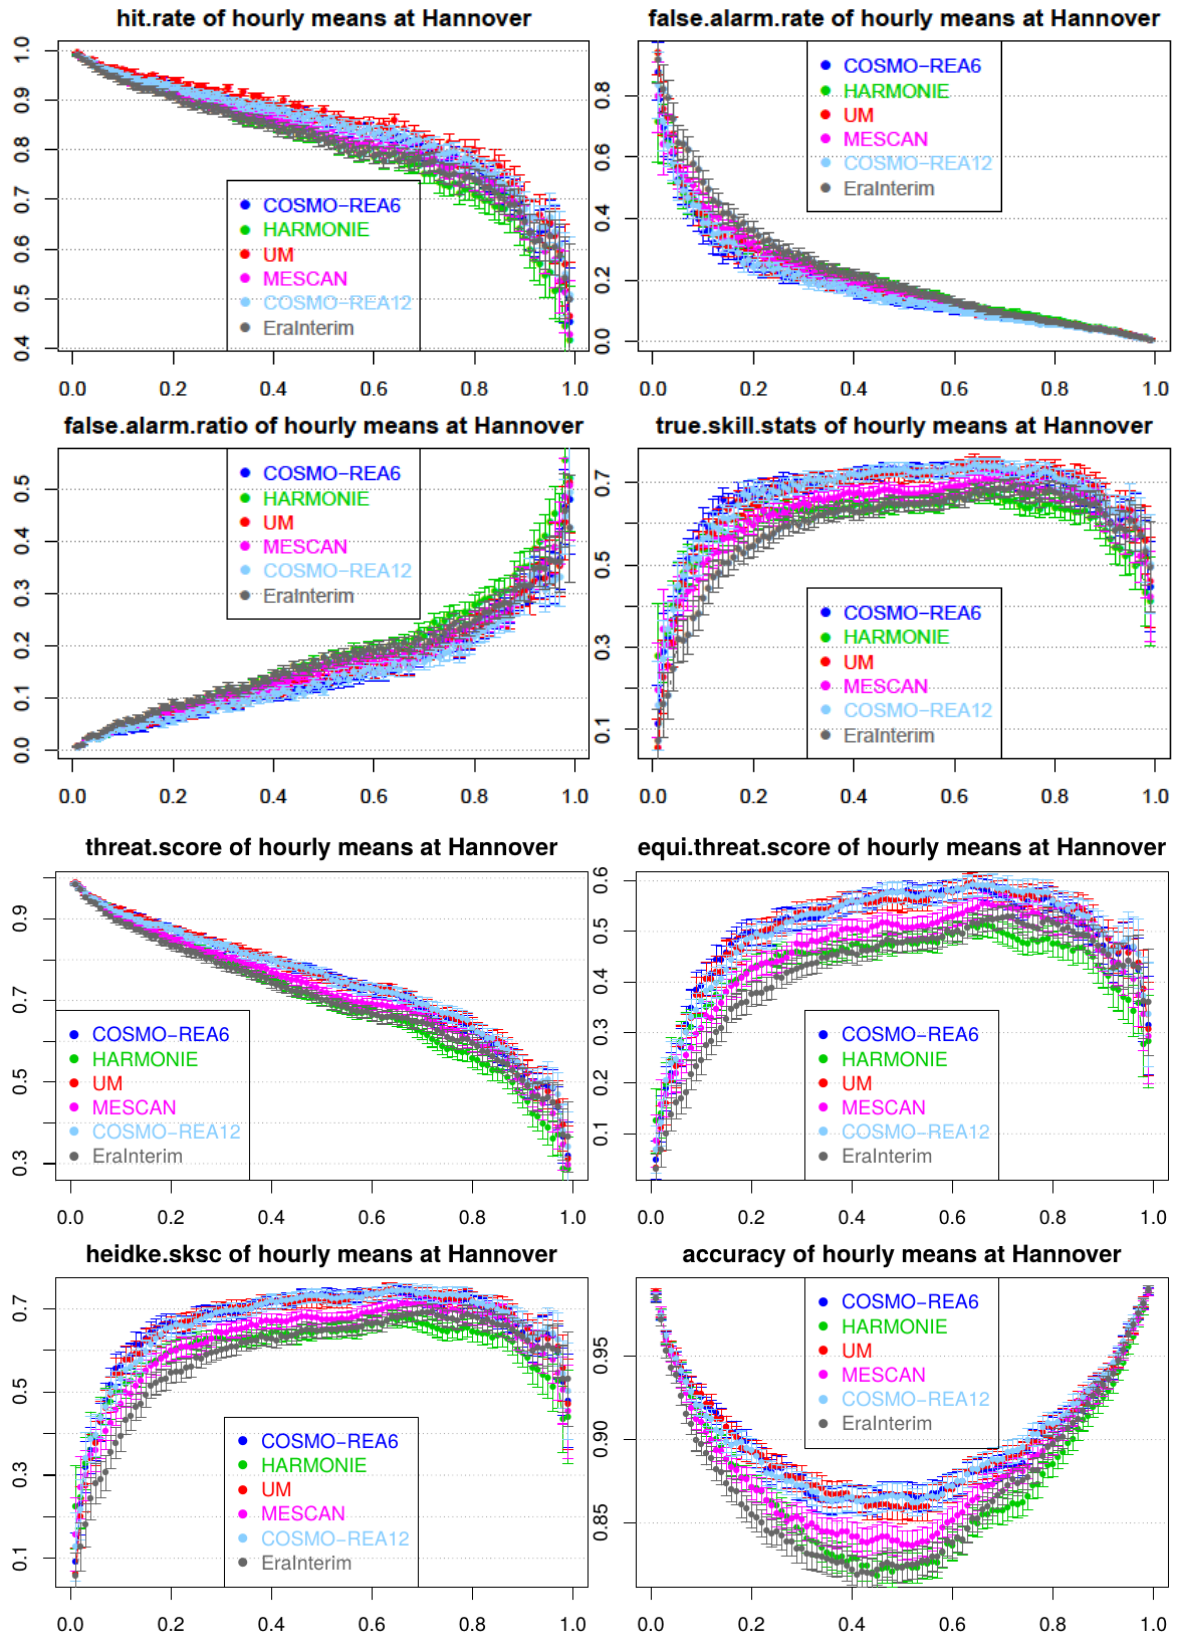 hit.rate of hourly means at Hannover
1.0
0.9
0.8
0.7
0.6
0.5
0.4
COSMO−REA6
HARMONIE
UM
MESCAN
COSMO−REA12
EraInterim
0.0 0.2 0.4 0.6 0.8 1.0
false.alarm.rate of hourly means at Hannover
0.8
0.6
0.4
0.2
0.0
COSMO−REA6
HARMONIE
UM
MESCAN
COSMO−REA12
EraInterim
0.0 0.2 0.4 0.6 0.8 1.0
false.alarm.ratio of hourly means at Hannover
0.5
0.4
0.3
0.2
0.1
0.0
COSMO−REA6
HARMONIE
UM
MESCAN
COSMO−REA12
EraInterim
0.0 0.2 0.4 0.6 0.8 1.0
true.skill.stats of hourly means at Hannover
0.7
0.5
0.3
0.1
COSMO−REA6
HARMONIE
UM
MESCAN
COSMO−REA12
EraInterim
0.0 0.2 0.4 0.6 0.8 1.0
threat.score of hourly means at Hannover
0.9
0.7
0.5
0.3
COSMO−REA6
HARMONIE
UM
MESCAN
COSMO−REA12
EraInterim
0.0 0.2 0.4 0.6 0.8 1.0
equi.threat.score of hourly means at Hannover
0.6
0.5
0.4
0.3
0.2
0.1
COSMO−REA6
HARMONIE
UM
MESCAN
COSMO−REA12
EraInterim
0.0 0.2 0.4 0.6 0.8 1.0
heidke.sksc of hourly means at Hannover
0.7
0.5
0.3
0.1
COSMO−REA6
HARMONIE
UM
MESCAN
COSMO−REA12
EraInterim
0.0 0.2 0.4 0.6 0.8 1.0
accuracy of hourly means at Hannover
0.95
0.90
0.85
COSMO−REA6
HARMONIE
UM
MESCAN
COSMO−REA12
EraInterim
0.0 0.2 0.4 0.6 0.8 1.0